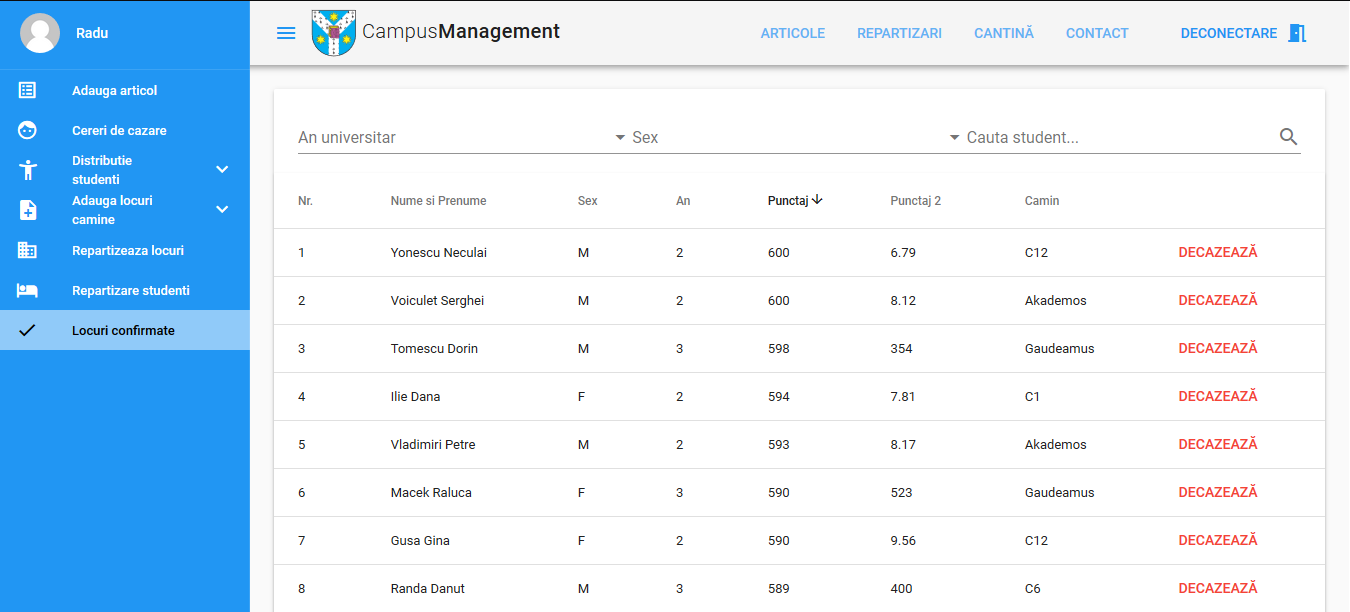 Radu
Adauga articol
Cereri de cazare
Distributie
studenti
Adauga locuri
camine
Repartizeaza locuri
Repartizare studenti
Locuri confirmate
CampusManagement
ARTICOLE REPARTIZARI CANTINĂ CONTACT DECONECTARE
An universitar Sex Cauta student...
Nr. Nume si Prenume Sex An Punctaj Punctaj 2 Camin
1 Yonescu Neculai M 2 600 6.79 C12 DECAZEAZĂ
2 Voiculet Serghei M 2 600 8.12 Akademos DECAZEAZĂ
3 Tomescu Dorin M 3 598 354 Gaudeamus DECAZEAZĂ
4 Ilie Dana F 2 594 7.81 C1 DECAZEAZĂ
5 Vladimiri Petre M 2 593 8.17 Akademos DECAZEAZĂ
6 Macek Raluca F 3 590 523 Gaudeamus DECAZEAZĂ
7 Gusa Gina F 2 590 9.56 C12 DECAZEAZĂ
8 Randa Danut M 3 589 400 C6 DECAZEAZĂ